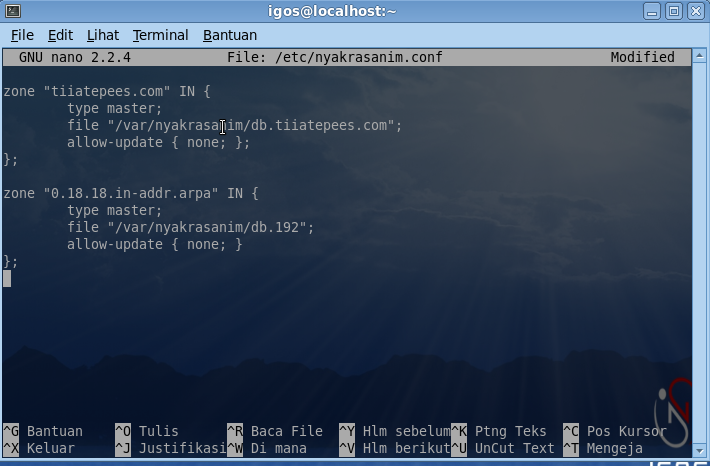 igos@localhost:~
File Edit Lihat Terminal Bantuan
GNU nano 2.2.4 File: /etc/nyakrasanim.conf Modified
zone "tiiatepees.com" IN {
type master;
file "/var/nyakrasanim/db.tiiatepees.com";
allow-update { none; };
};
zone "0.18.18.in-addr.arpa" IN {
type master;
file "/var/nyakrasanim/db.192";
allow-update { none; }
};
^G Bantuan ^O Tulis ^R Baca File ^Y Hlm sebelum^K Ptng Teks ^C Pos Kursor
^X Keluar ^J Justifikasi^W Di mana ^V Hlm berikut^U UnCut Text ^T Mengeja